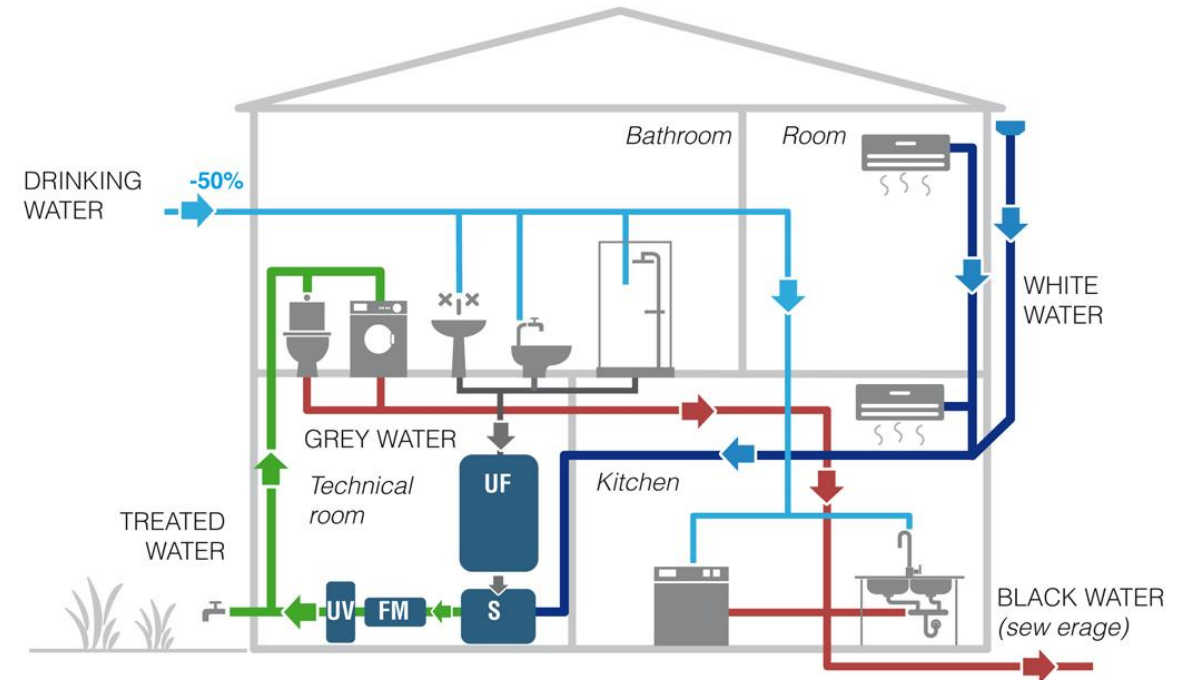 Bathroom
Room
DRINKING
WATER
-50%
WHITE
WATER
GREY WATER
Technical
room
UF
Kitchen
TREATED
WATER
UV
FM
S
BLACK WATER
(sew erage)